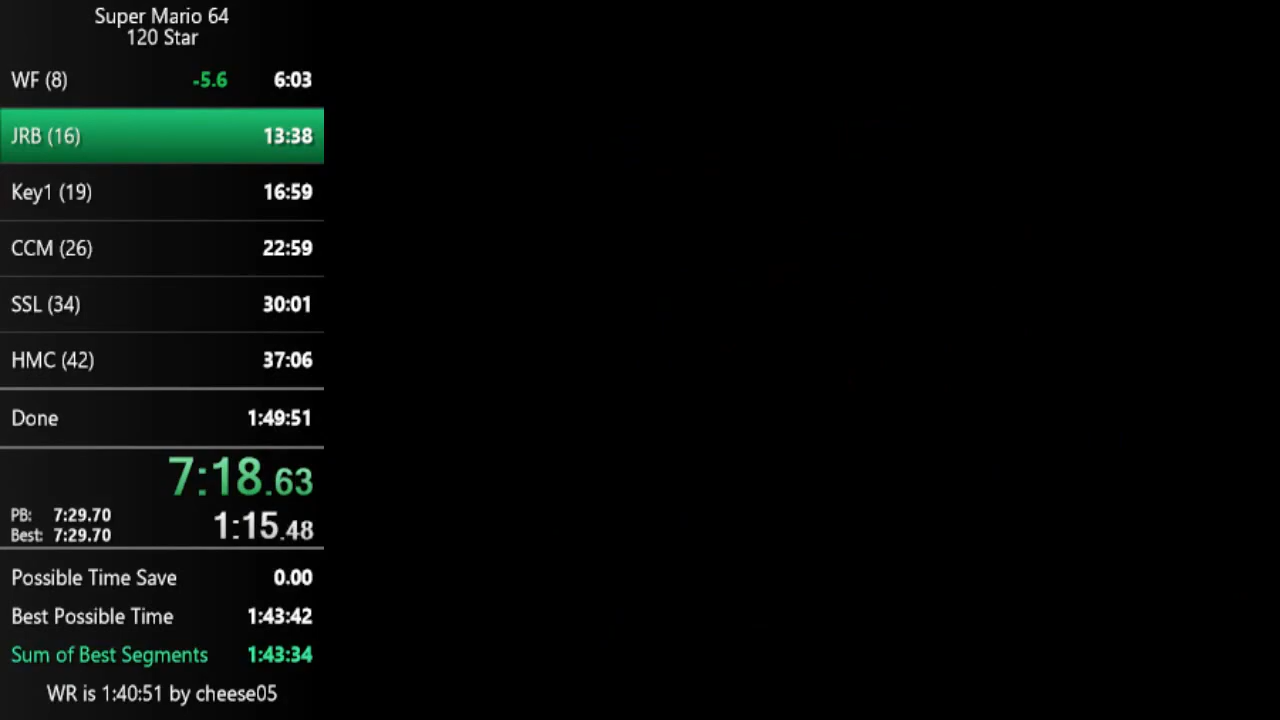 Super Mario 64
120 Star
WF (8) -5.6 6:03
JRB (16) 13:38
Key1 (19) 16:59
CCM (26) 22:59
SSL (34) 30:01
HMC (42) 37:06
Done 1:49:51
7:18.63
PB: 7:29.70
Best: 7:29.70
1:15.48
Possible Time Save 0.00
Best Possible Time 1:43:42
Sum of Best Segments 1:43:34
WR is 1:40:51 by cheese05